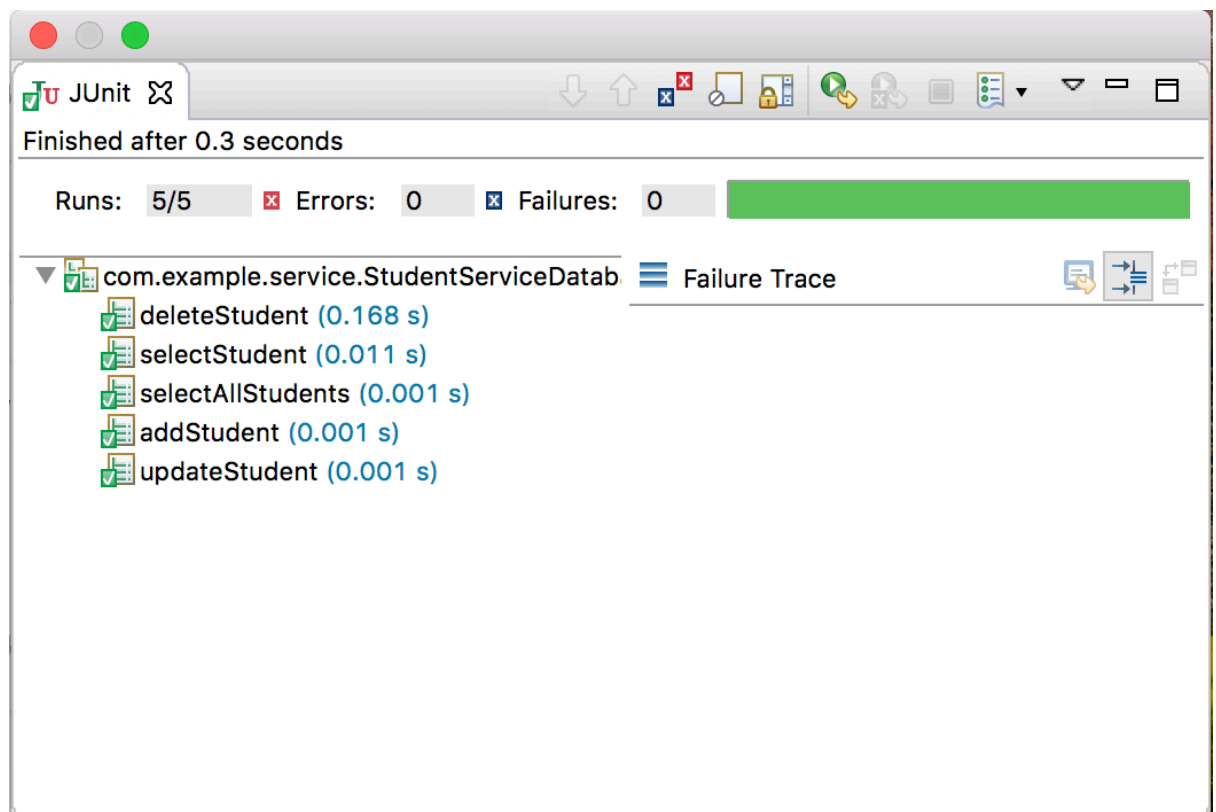 JUnit
Finished after 0.3 seconds
Runs: 5/5 Errors: 0 Failures: 0
com.example.service.StudentServiceDatab
Failure Trace
deleteStudent (0.168 s)
selectStudent (0.011 s)
selectAllStudents (0.001 s)
addStudent (0.001 s)
updateStudent (0.001 s)